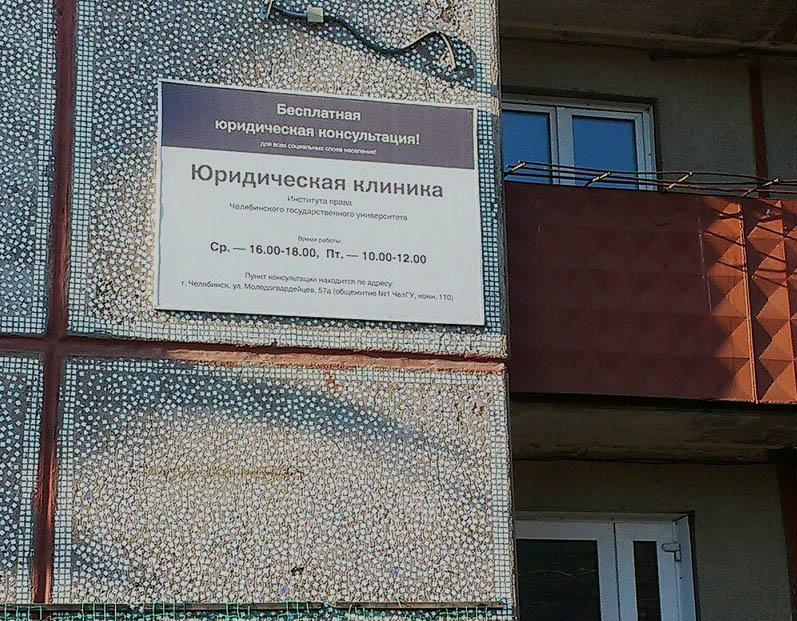 Бесплатная
юридическая консультация!
для всех социальных слоев населения!
Юридическая клиника
Института права
Челябинского государственного университета
Время работы:
Ср. — 16.00-18.00, Пт. — 10.00-12.00
Пункт консультации находится по адресу:
г. Челябинск, ул. Молодогвардейцев, 57а (общежитие №1 ЧелГУ, комн. 110)